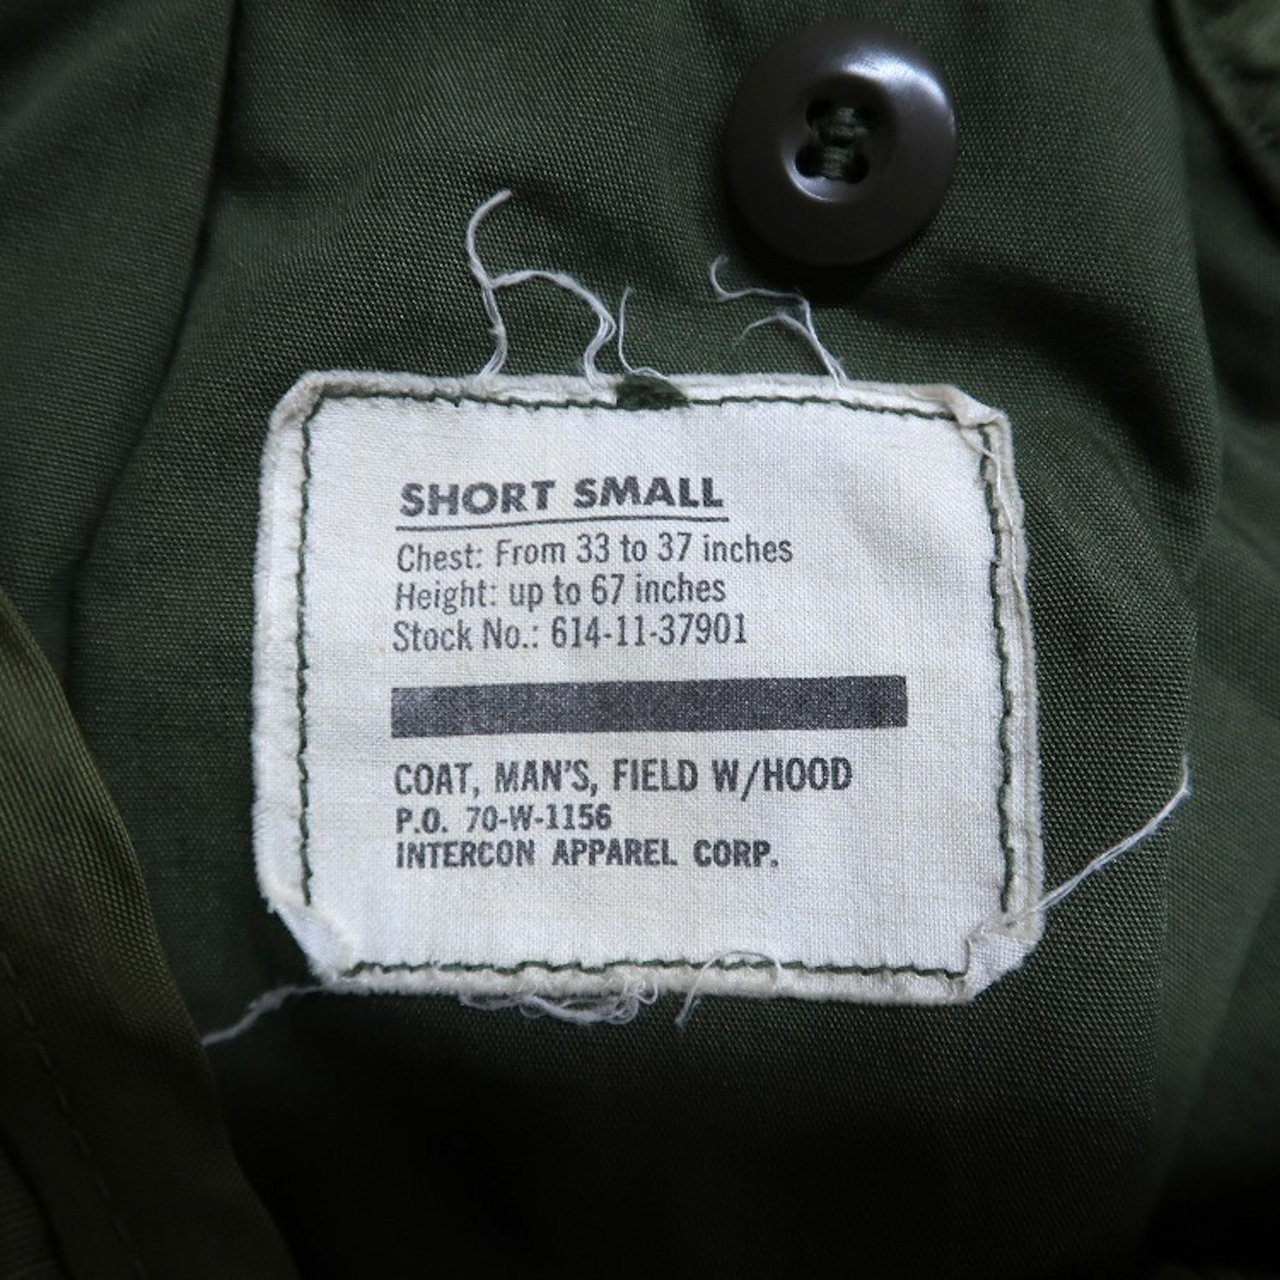 SHORT SMALL
Chest: From 33 to 37 inches
Height: up to 67 inches
Stock No.: 614-11-37901
COAT, MAN'S, FIELD W/HOOD
P.O. 70-W-1156
INTERCON APPAREL CORP.